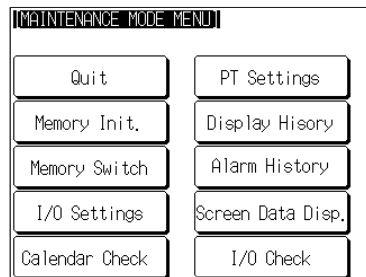 [MAINTENANCE MODE MENU]
Quit
PT Settings
Memory Init.
Display Hisory
Memory Switch
Alarm History
I/O Settings
Screen Data Disp.
Calendar Check
I/O Check